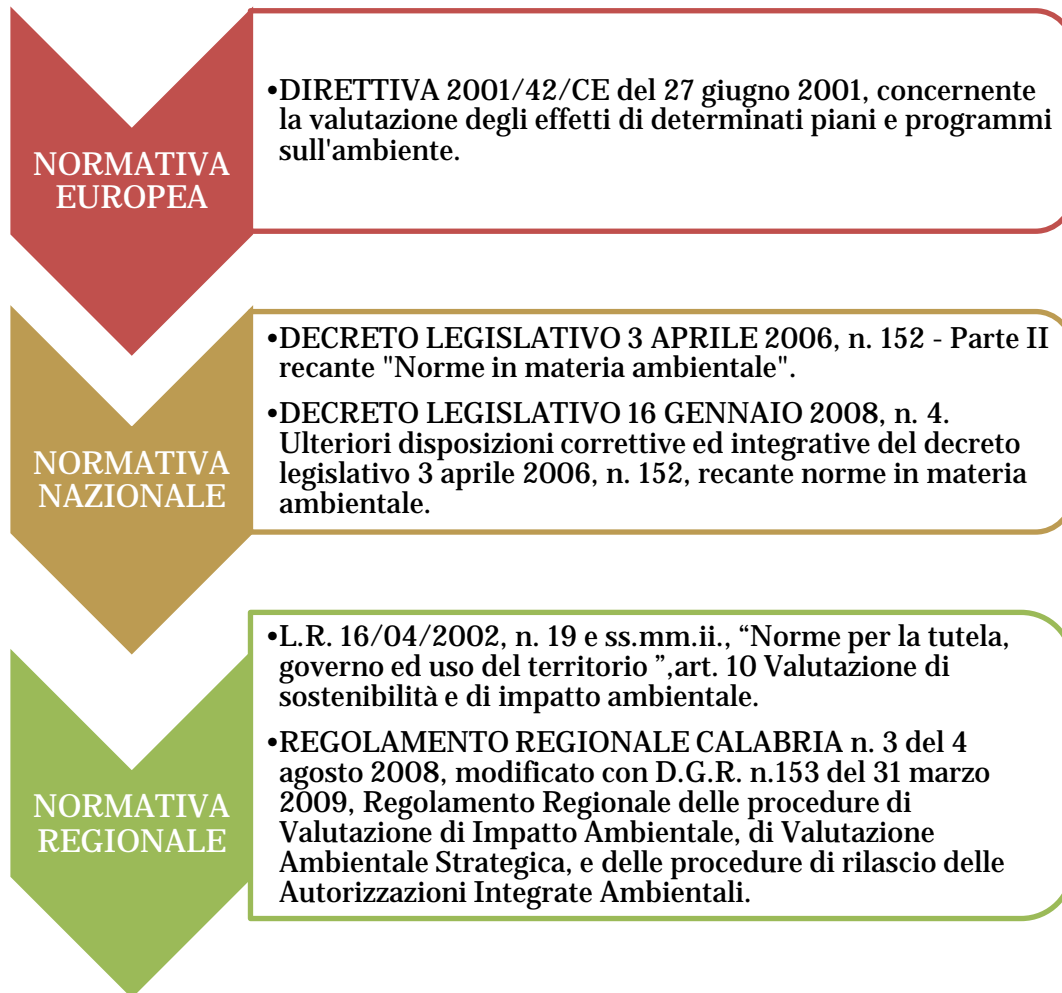 NORMATIVA
EUROPEA
•DIRETTIVA 2001/42/CE del 27 giugno 2001, concernente
la valutazione degli effetti di determinati piani e programmi
sull'ambiente.
NORMATIVA
NAZIONALE
•DECRETO LEGISLATIVO 3 APRILE 2006, n. 152 - Parte II
recante "Norme in materia ambientale".
•DECRETO LEGISLATIVO 16 GENNAIO 2008, n. 4.
Ulteriori disposizioni correttive ed integrative del decreto
legislativo 3 aprile 2006, n. 152, recante norme in materia
ambientale.
NORMATIVA
REGIONALE
•L.R. 16/04/2002, n. 19 e ss.mm.ii., “Norme per la tutela,
governo ed uso del territorio ”,art. 10 Valutazione di
sostenibilità e di impatto ambientale.
•REGOLAMENTO REGIONALE CALABRIA n. 3 del 4
agosto 2008, modificato con D.G.R. n.153 del 31 marzo
2009, Regolamento Regionale delle procedure di
Valutazione di Impatto Ambientale, di Valutazione
Ambientale Strategica, e delle procedure di rilascio delle
Autorizzazioni Integrate Ambientali.